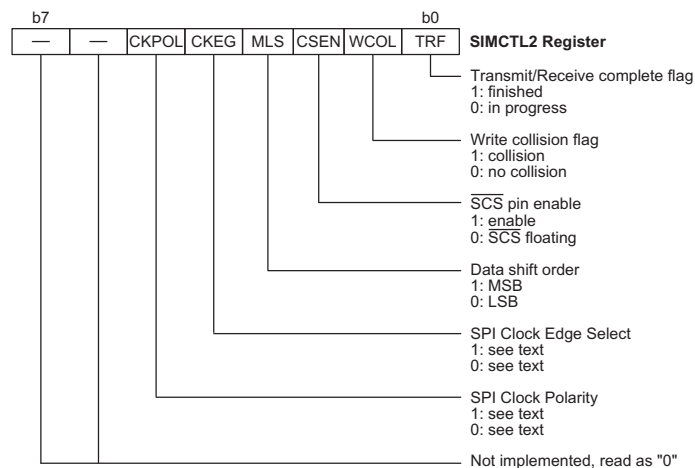 b7 b0
— — CKPOL CKEG MLS CSEN WCOL TRF SIMCTL2 Register
Transmit/Receive complete flag
1: finished
0: in progress
Write collision flag
1: collision
0: no collision
SCS pin enable
1: enable
0: SCS floating
Data shift order
1: MSB
0: LSB
SPI Clock Edge Select
1: see text
0: see text
SPI Clock Polarity
1: see text
0: see text
Not implemented, read as "0"